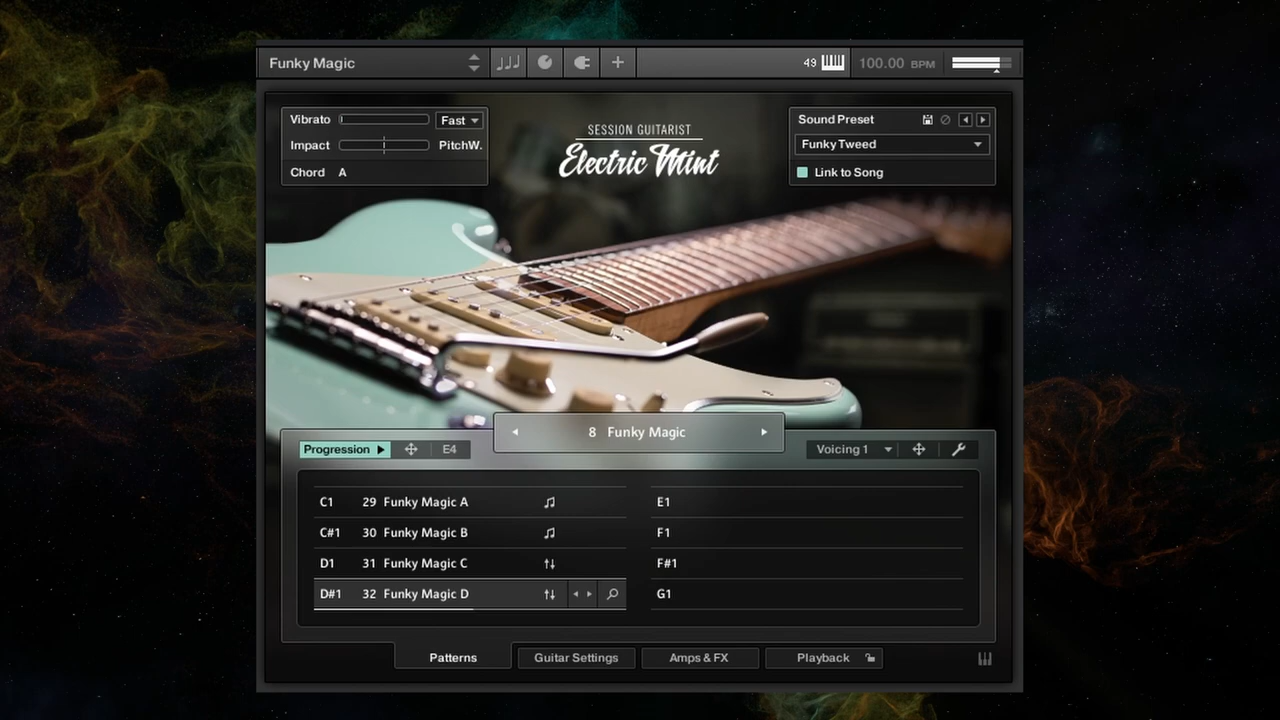 Funky Magic
49
100.00 BPM
Vibrato
Fast
Impact
PitchW.
Chord A
SESSION GUITARIST
Electric Mint
Sound Preset
Funky Tweed
Link to Song
8 Funky Magic
Progression
E4
Voicing 1
C1 29 Funky Magic A
C#1 30 Funky Magic B
D1 31 Funky Magic C
D#1 32 Funky Magic D
E1
F1
F#1
G1
Patterns
Guitar Settings
Amps & FX
Playback